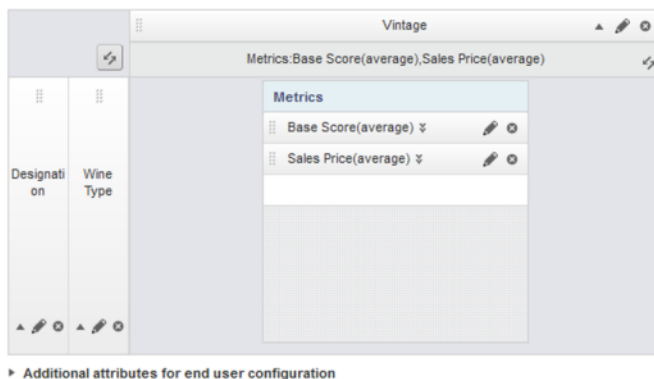 Vintage
Metrics:Base Score(average),Sales Price(average)
Metrics
Base Score(average)
Sales Price(average)
Designati
on
Wine
Type
Additional attributes for end user configuration